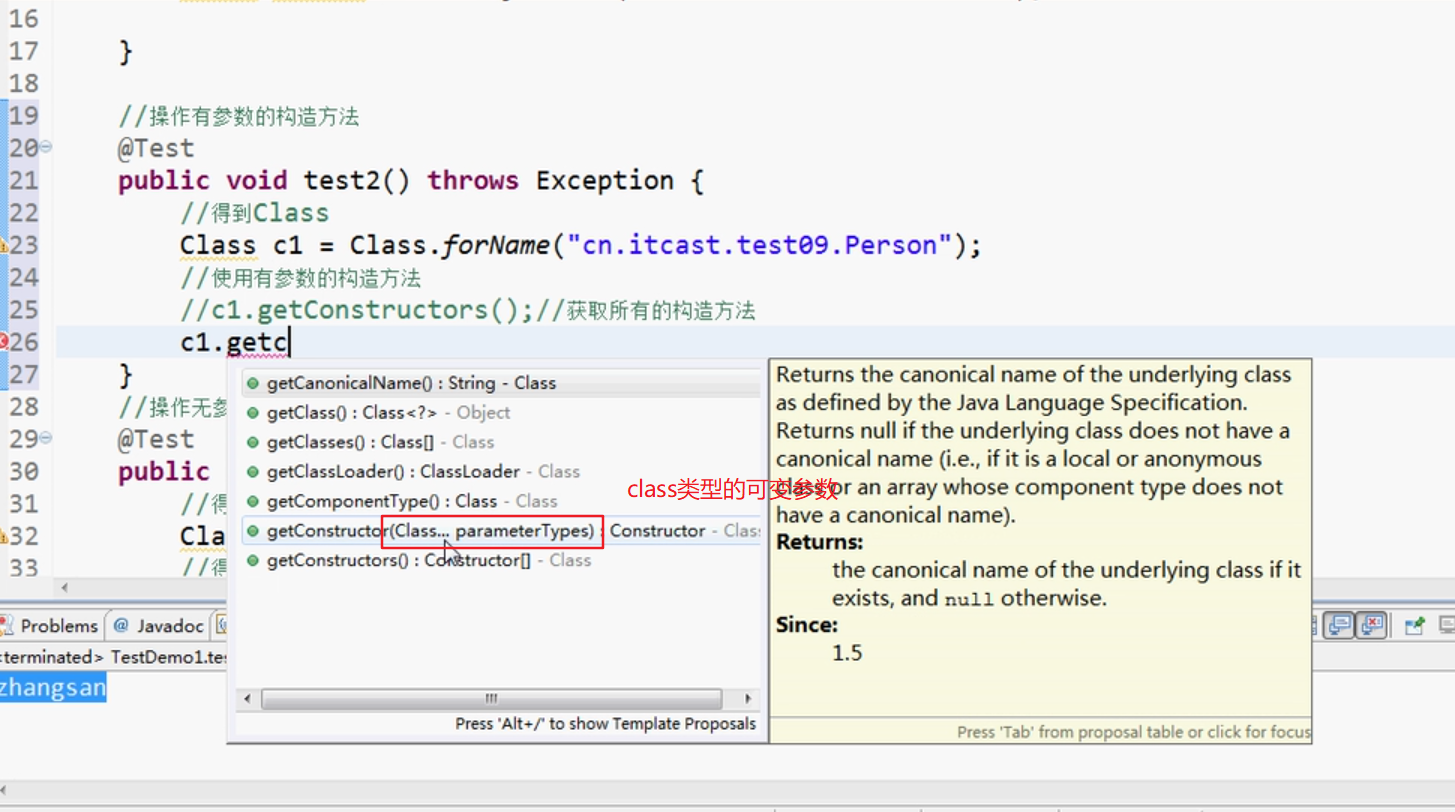 16
17 }
18
19 //操作有参数的构造方法
20 @Test
21 public void test2() throws Exception {
22 //得到Class
23 Class c1 = Class.forName("cn.itcast.test09.Person");
24 //使用有参数的构造方法
25 //c1.getConstructors();//获取所有的构造方法
26 c1.getc
27 }
28 //操作无参
29 @Test
30 public
31 //得
32 Cla
33 //得
getCanonicalName() : String - Class
getClass() : Class<?> - Object
getClasses() : Class[] - Class
getClassLoader() : ClassLoader - Class
getComponentType() : Class - Class
getConstructor(Class... parameterTypes) : Constructor - Class
getConstructors() : Constructor[] - Class
Press 'Alt+/' to show Template Proposals
class类型的可变参数
Returns the canonical name of the underlying class
as defined by the Java Language Specification.
Returns null if the underlying class does not have a
canonical name (i.e., if it is a local or anonymous
class or an array whose component type does not
have a canonical name).
Returns:
the canonical name of the underlying class if it
exists, and null otherwise.
Since:
1.5
Press 'Tab' from proposal table or click for focus
Problems @ Javadoc
<terminated> TestDemo1.te
zhangsan